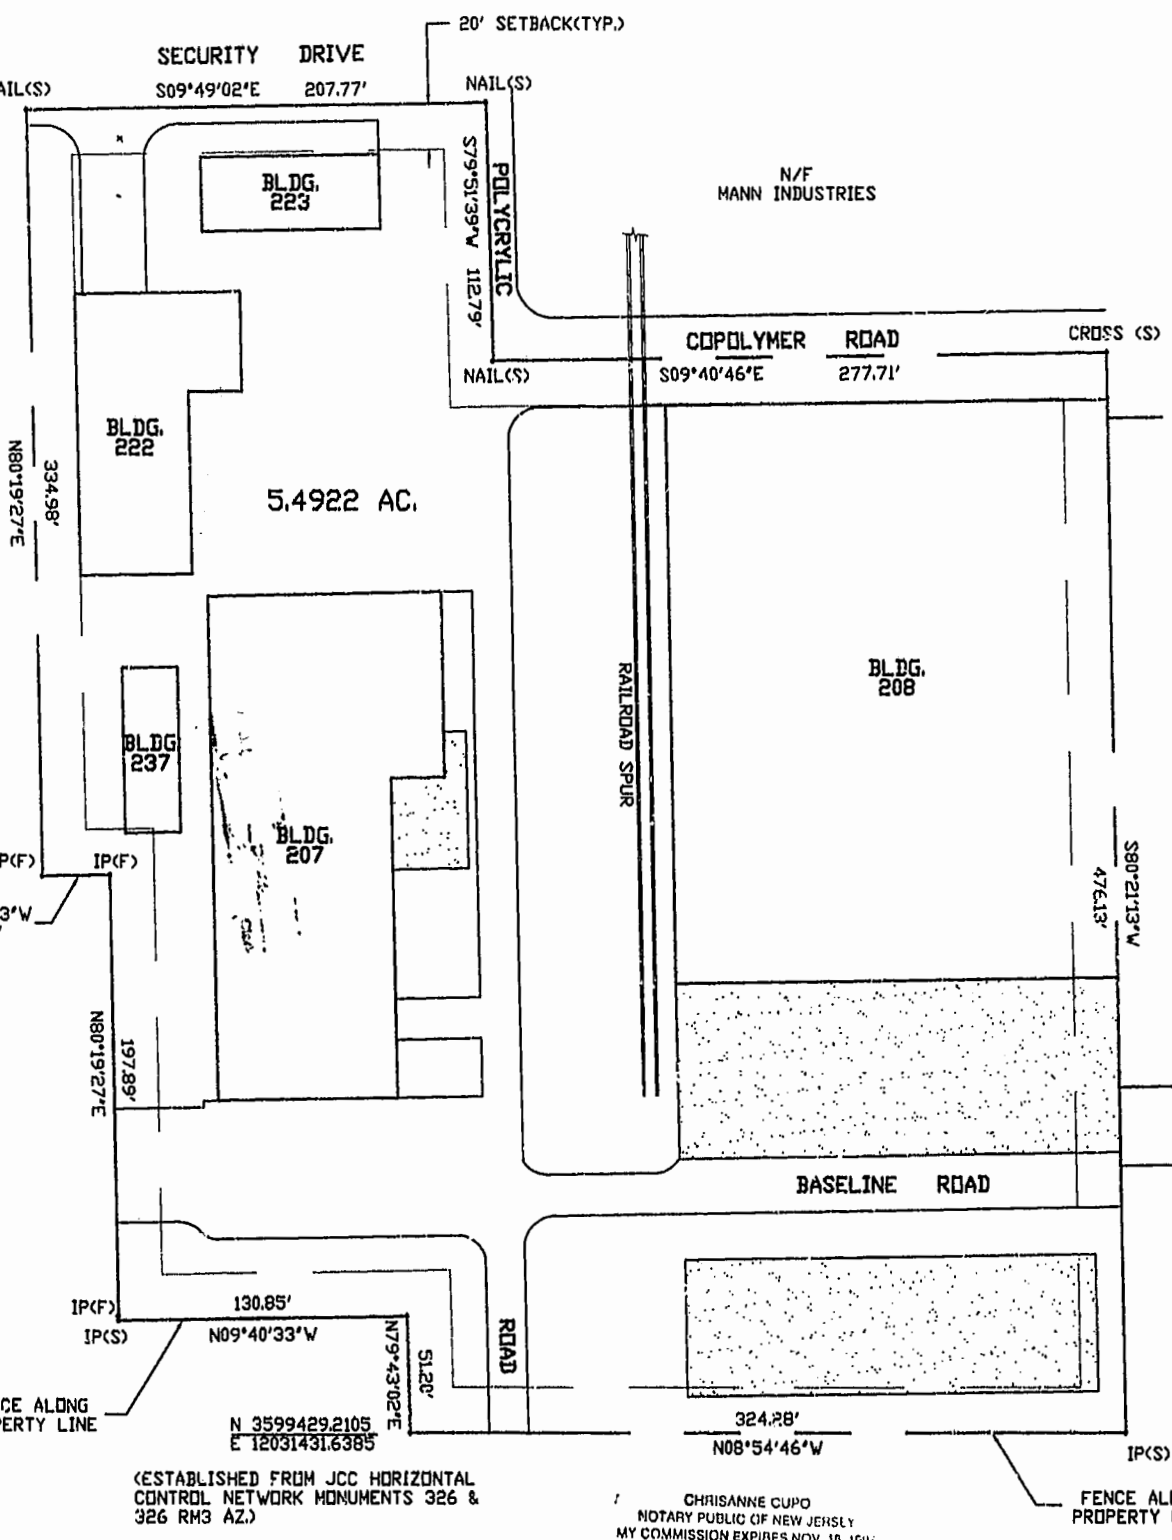 20' SETBACK(TYP.)
SECURITY DRIVE
S09°49'02"E 207.77'
NAIL(S)
POLYCRYLIC
S79°51'39"W 112.79'
N/F
MANN INDUSTRIES
BLDG.
223
COPOLYMER ROAD
CROSS (S)
NAIL(S)
S09°40'46"E 277.71'
BLDG.
222
334.98'
N80°19'27"E
5.4922 AC.
RAILROAD SPUR
BLDG.
208
BLDG
237
BLDG.
207
IP(F)
3"W
S80°21'13"W
476.13'
197.89'
N80°19'27"E
BASELINE ROAD
IP(F)
IP(S)
130.85'
N09°40'33"W
51.20'
N79°43'02"E
ROAD
ALONG
LINE
N 3599429.2105
E 12031431.6385
324.28'
N08°54'46"W
IP(S)
(ESTABLISHED FROM JCC HORIZONTAL
CONTROL NETWORK MONUMENTS 326 &
326 RM3 AZ.)
CHRISANNE CUPO
NOTARY PUBLIC OF NEW JERSEY
MY COMMISSION EXPIRES NOV.
FENCE
PROPERTY